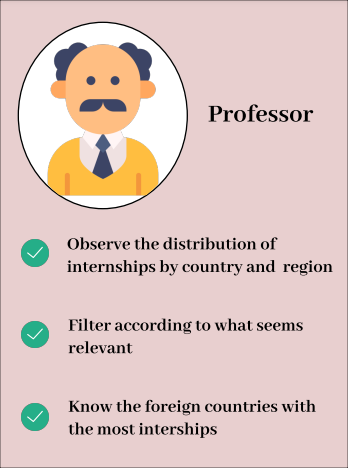 Professor
Observe the distribution of
internships by country and region
Filter according to what seems
relevant
Know the foreign countries with
the most interships